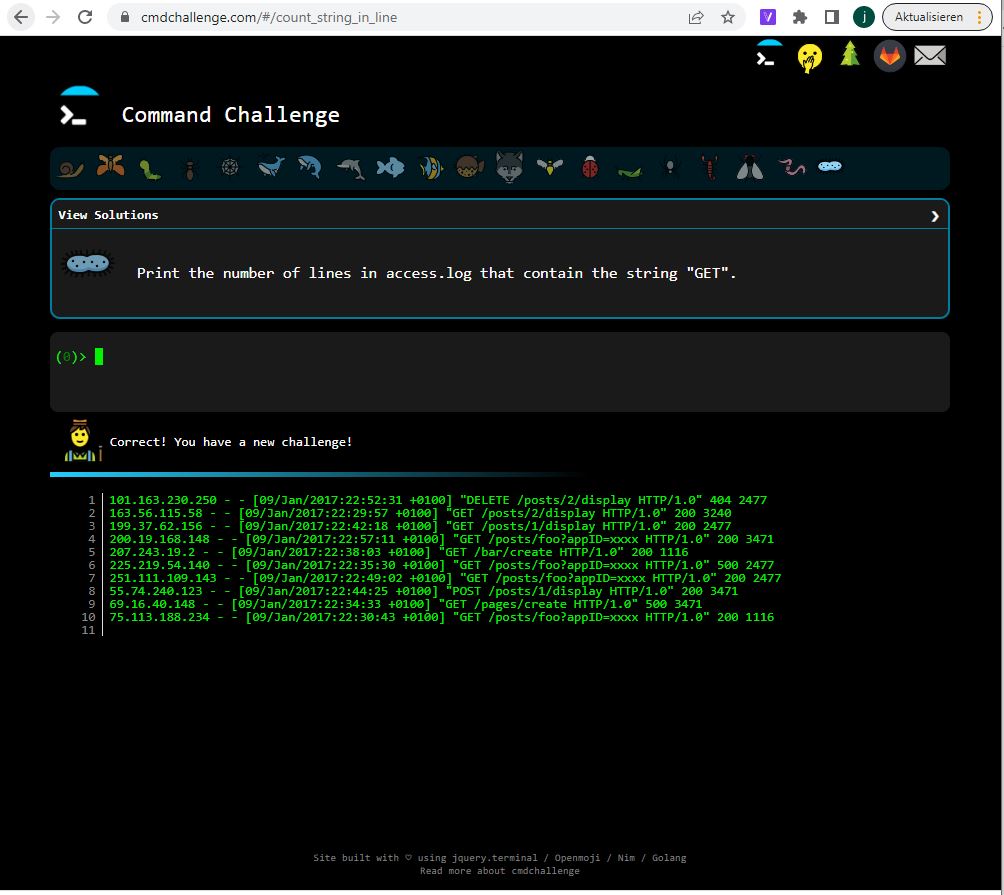 cmdchallenge.com/#/count_string_in_line
V
j
Aktualisieren
Command Challenge
View Solutions
Print the number of lines in access.log that contain the string "GET".
(0)>
Correct! You have a new challenge!
1 101.163.230.250 - - [09/Jan/2017:22:52:31 +0100] "DELETE /posts/2/display HTTP/1.0" 404 2477
2 163.56.115.58 - - [09/Jan/2017:22:29:57 +0100] "GET /posts/2/display HTTP/1.0" 200 3240
3 199.37.62.156 - - [09/Jan/2017:22:42:18 +0100] "GET /posts/1/display HTTP/1.0" 200 2477
4 200.19.168.148 - - [09/Jan/2017:22:57:11 +0100] "GET /posts/foo?appID=xxxx HTTP/1.0" 200 3471
5 207.243.19.2 - - [09/Jan/2017:22:38:03 +0100] "GET /bar/create HTTP/1.0" 200 1116
6 225.219.54.140 - - [09/Jan/2017:22:35:30 +0100] "GET /posts/foo?appID=xxxx HTTP/1.0" 500 2477
7 251.111.109.143 - - [09/Jan/2017:22:49:02 +0100] "GET /posts/foo?appID=xxxx HTTP/1.0" 200 2477
8 55.74.240.123 - - [09/Jan/2017:22:44:25 +0100] "POST /posts/1/display HTTP/1.0" 200 3471
9 69.16.40.148 - - [09/Jan/2017:22:34:33 +0100] "GET /pages/create HTTP/1.0" 500 3471
10 75.113.188.234 - - [09/Jan/2017:22:30:43 +0100] "GET /posts/foo?appID=xxxx HTTP/1.0" 200 1116
11
Site built with ♡ using jquery.terminal / Openmoji / Nim / Golang
Read more about cmdchallenge